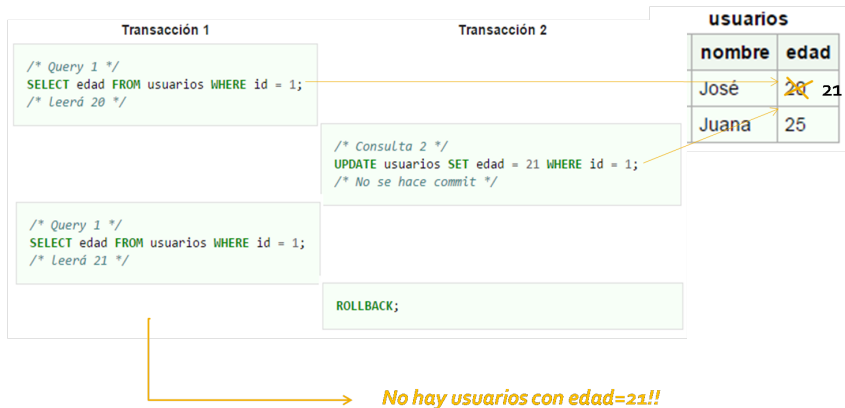 Transacción 1
Transacción 2
usuarios
nombre edad
José 20 21
Juana 25
/* Query 1 */
SELECT edad FROM usuarios WHERE id = 1;
/* leerá 20 */
/* Consulta 2 */
UPDATE usuarios SET edad = 21 WHERE id = 1;
/* No se hace commit */
/* Query 1 */
SELECT edad FROM usuarios WHERE id = 1;
/* leerá 21 */
ROLLBACK;
No hay usuarios con edad=21!!